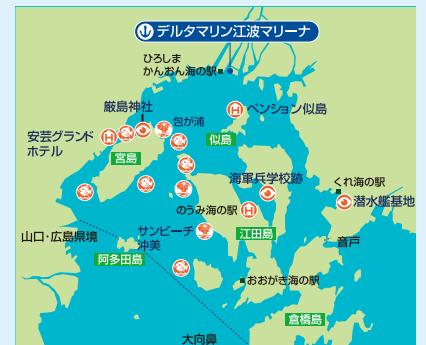 デルタマリン江波マリーナ
ひろしま
かんおん海の駅
厳島神社
包が浦
H ペンション似島
安芸グランド
ホテル
H
宮島
似島
海軍兵学校跡
くれ海の駅
のうみ海の駅
H
潜水艦基地
サンビーチ
沖美
江田島
音戸
山口・広島県境
阿多田島
おおがき海の駅
倉橋島
大向鼻